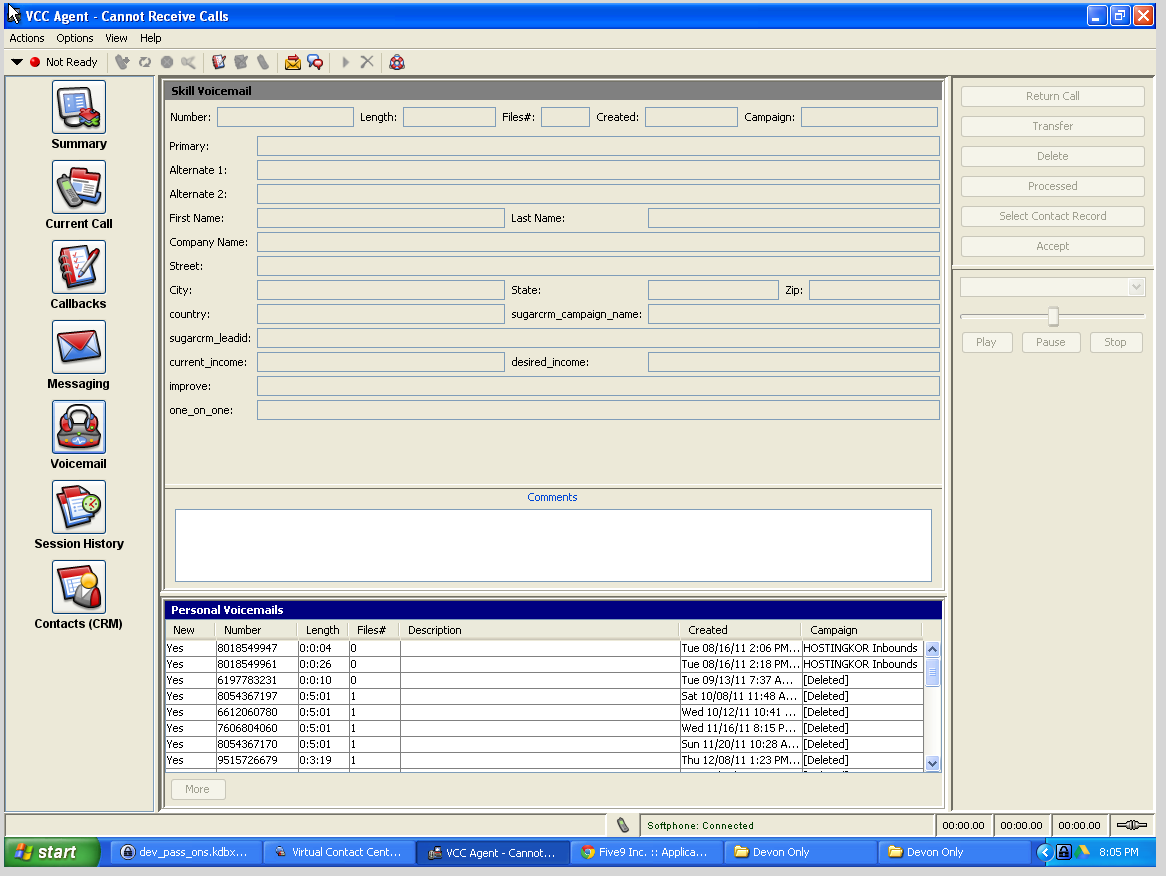 VCC Agent - Cannot Receive Calls
Actions Options View Help
Not Ready
Summary
Current Call
Callbacks
Messaging
Voicemail
Session History
Contacts (CRM)
Skill Voicemail
Number: Length: Files#: Created: Campaign:
Primary:
Alternate 1:
Alternate 2:
First Name: Last Name:
Company Name:
Street:
City: State: Zip:
country: sugarcrm_campaign_name:
sugarcrm_leadid:
current_income: desired_income:
improve:
one_on_one:
Comments
Return Call
Transfer
Delete
Processed
Select Contact Record
Accept
Play Pause Stop
Personal Voicemails
New Number Length Files# Description Created Campaign
Yes 8018549947 0:0:04 0 Tue 08/16/11 2:06 PM... HOSTINGKOR Inbounds
Yes 8018549961 0:0:26 0 Tue 08/16/11 2:18 PM... HOSTINGKOR Inbounds
Yes 6197783231 0:0:10 0 Tue 09/13/11 7:37 A... [Deleted]
Yes 8054367197 0:5:01 1 Sat 10/08/11 11:48 A... [Deleted]
Yes 6612060780 0:5:01 1 Wed 10/12/11 10:41 ... [Deleted]
Yes 7606804060 0:5:01 1 Wed 11/16/11 8:15 P... [Deleted]
Yes 8054367170 0:5:01 1 Sun 11/20/11 10:28 A... [Deleted]
Yes 9515726679 0:3:19 1 Thu 12/08/11 1:23 PM... [Deleted]
More
Softphone: Connected 00:00.00 00:00.00 00:00.00
start dev_pass_ons.kdbx... Virtual Contact Cent... VCC Agent - Cannot... Five9 Inc. :: Applica... Devon Only Devon Only 8:05 PM